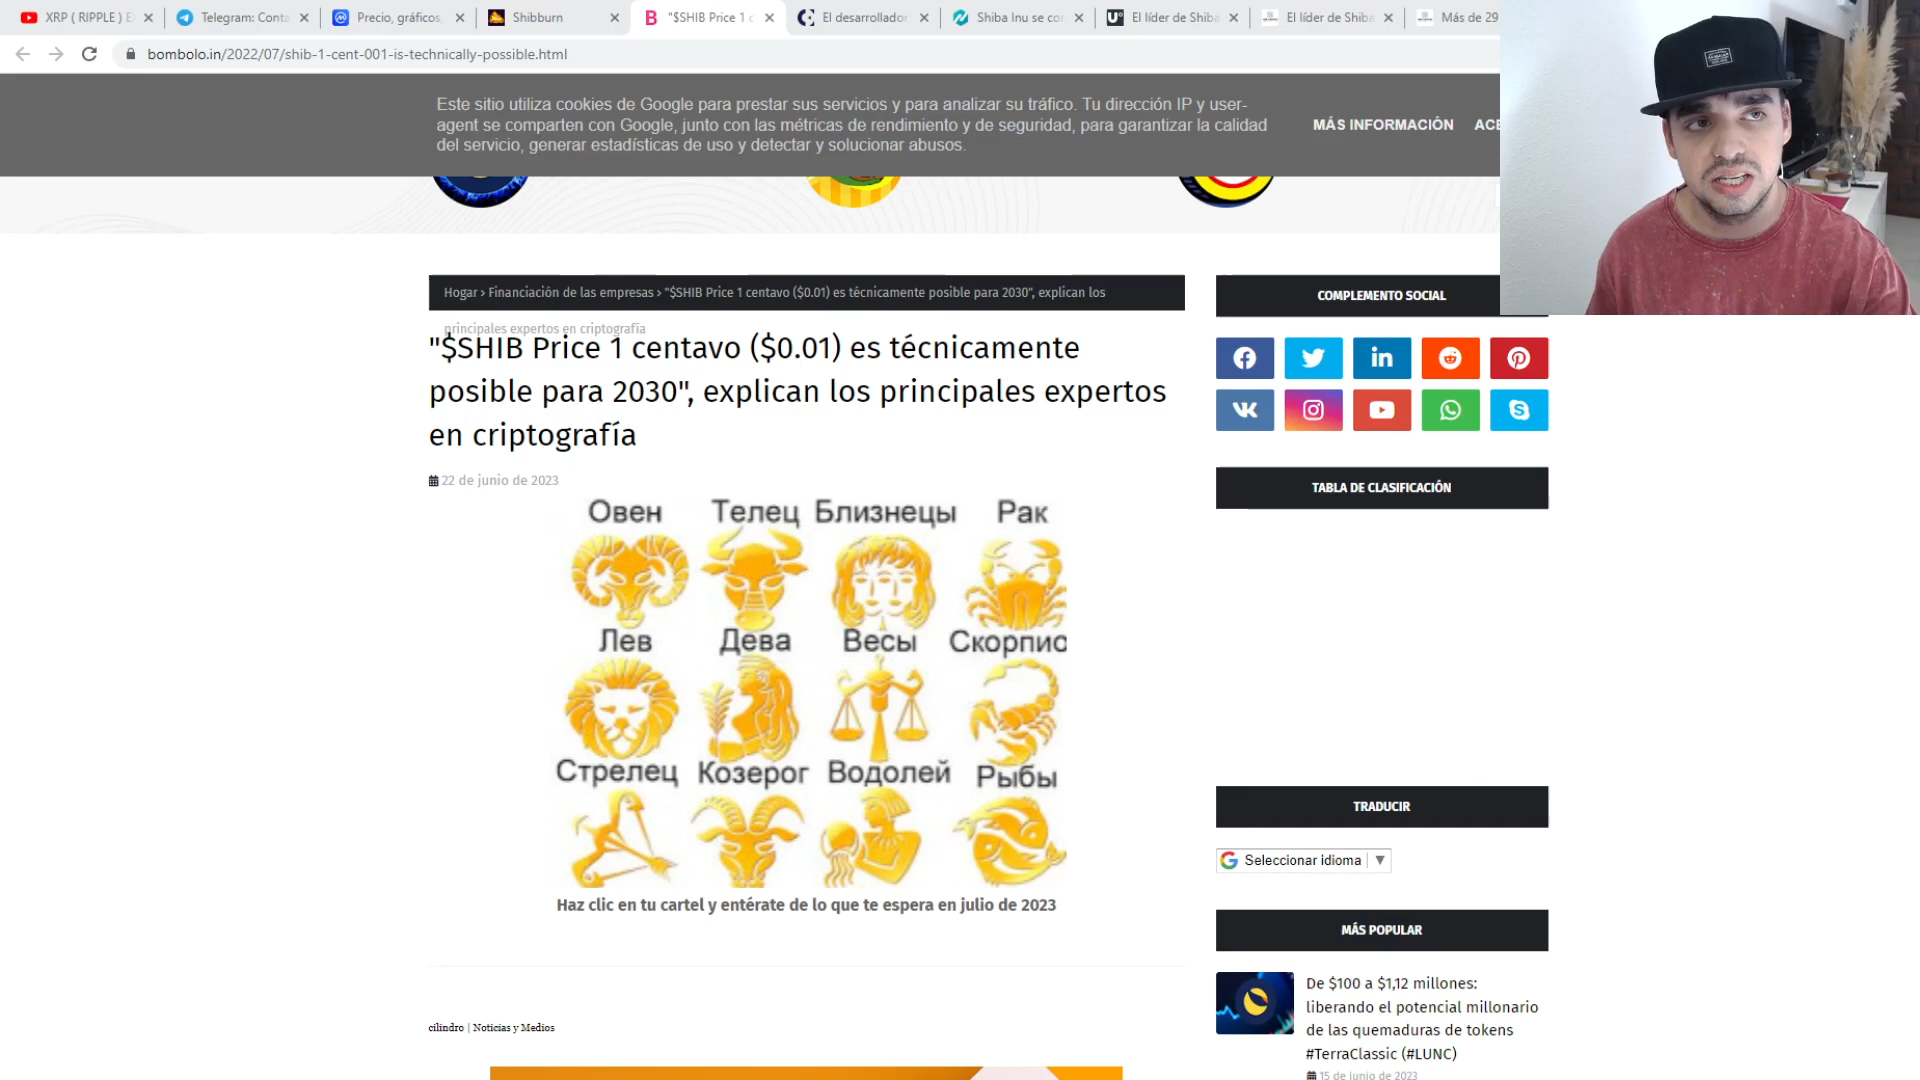 XRP ( RIPPLE ) E
Telegram: Conta
Precio, gráficos,
Shibburn
"$SHIB Price 1 c
El desarrollador
Shiba Inu se con
El líder de Shiba
El líder de Shiba
Más de 29
bombolo.in/2022/07/shib-1-cent-001-is-technically-possible.html
Este sitio utiliza cookies de Google para prestar sus servicios y para analizar su tráfico. Tu dirección IP y user-
agent se comparten con Google, junto con las métricas de rendimiento y de seguridad, para garantizar la calidad
del servicio, generar estadísticas de uso y detectar y solucionar abusos.
MÁS INFORMACIÓN
ACE
Hogar › Financiación de las empresas › "$SHIB Price 1 centavo ($0.01) es técnicamente posible para 2030", explican los
principales expertos en criptografía
"$SHIB Price 1 centavo ($0.01) es técnicamente
posible para 2030", explican los principales expertos
en criptografía
22 de junio de 2023
Овен Телец Близнецы Рак
Лев Дева Весы Скорпио
Стрелец Козерог Водолей Рыбы
Haz clic en tu cartel y entérate de lo que te espera en julio de 2023
cilindro | Noticias y Medios
COMPLEMENTO SOCIAL
TABLA DE CLASIFICACIÓN
TRADUCIR
Seleccionar idioma
MÁS POPULAR
De $100 a $1,12 millones:
liberando el potencial millonario
de las quemaduras de tokens
#TerraClassic (#LUNC)
15 de junio de 2023